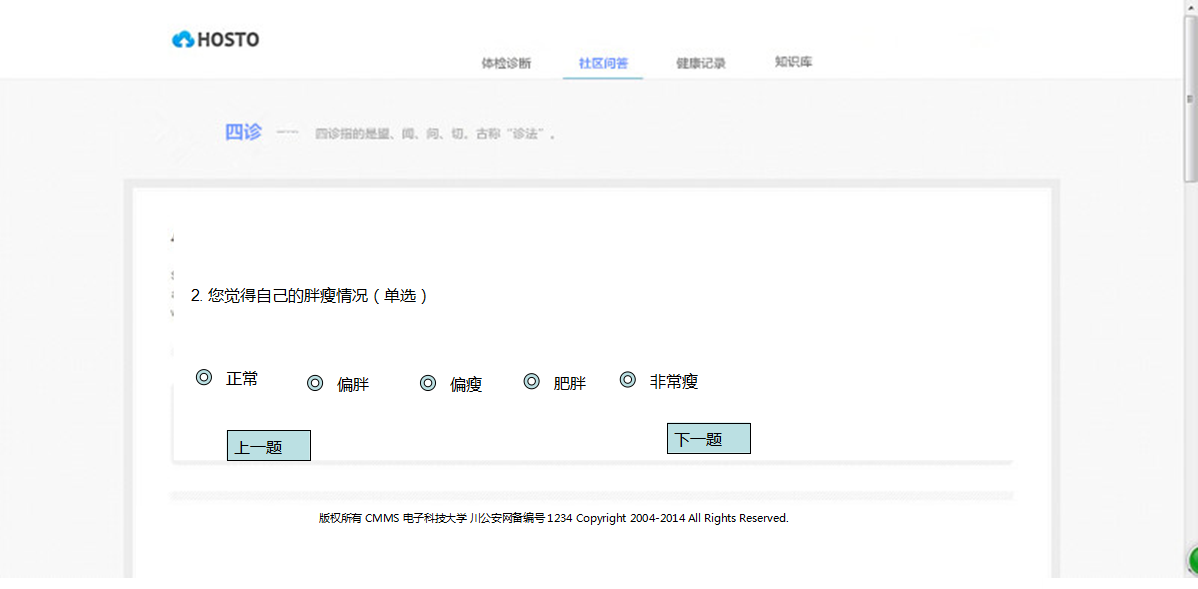 HOSTO
体检诊断 社区问答 健康记录 知识库
四诊 四诊指的是望、闻、问、切。古称“诊法”。
2. 您觉得自己的胖瘦情况（单选）
正常 偏胖 偏瘦 肥胖 非常瘦
上一题 下一题
版权所有 CMMS 电子科技大学 川公安网备编号 1234 Copyright 2004-2014 All Rights Reserved.